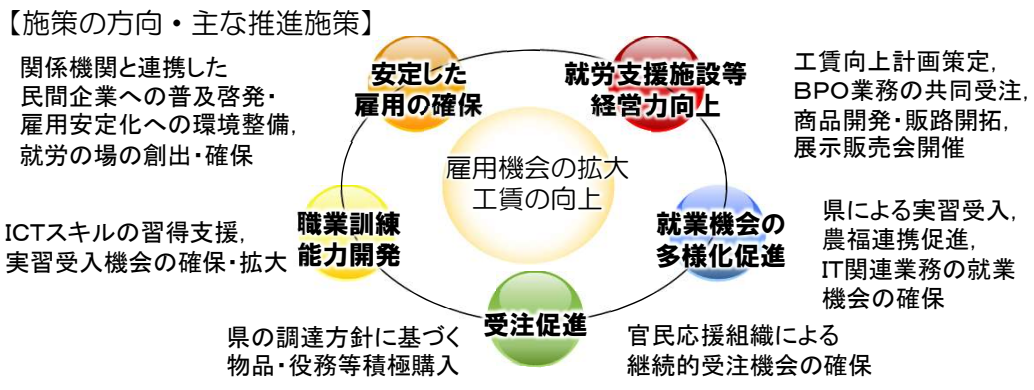 【施策の方向・主な推進施策】
関係機関と連携した
民間企業への普及啓発・
雇用安定化への環境整備,
就労の場の創出・確保
安定した
雇用の確保
就労支援施設等
経営力向上
工賃向上計画策定,
BPO業務の共同受注,
商品開発・販路開拓,
展示販売会開催
雇用機会の拡大
工賃の向上
ICTスキルの習得支援,
実習受入機会の確保・拡大
職業訓練
能力開発
就業機会の
多様化促進
県による実習受入,
農福連携促進,
IT関連業務の就業
機会の確保
受注促進
県の調達方針に基づく
物品・役務等積極購入
官民応援組織による
継続的受注機会の確保